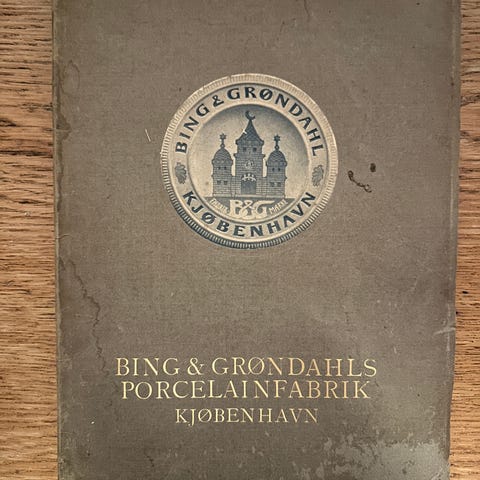 BING & GRØNDAHL
B&G
KJØBENHAVN
BING & GRØNDAHLS
PORCELAINFABRIK
KJØBENHAVN